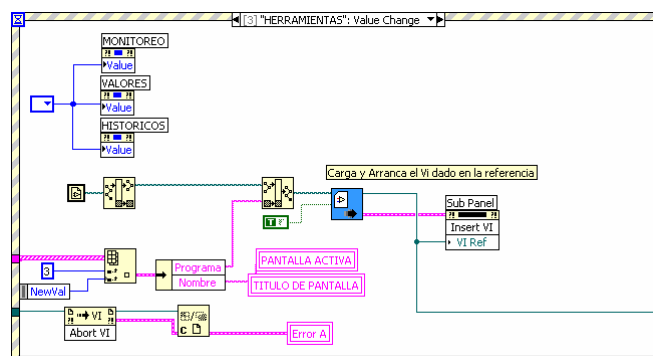 [3] "HERRAMIENTAS": Value Change
MONITOREO
Value
VALORES
Value
HISTORICOS
Value
Carga y Arranca el Vi dado en la referencia
Sub Panel
Insert VI
VI Ref
T
3
NewVal
Programa
Nombre
PANTALLA ACTIVA
TITULO DE PANTALLA
VI
Abort VI
C
Error A